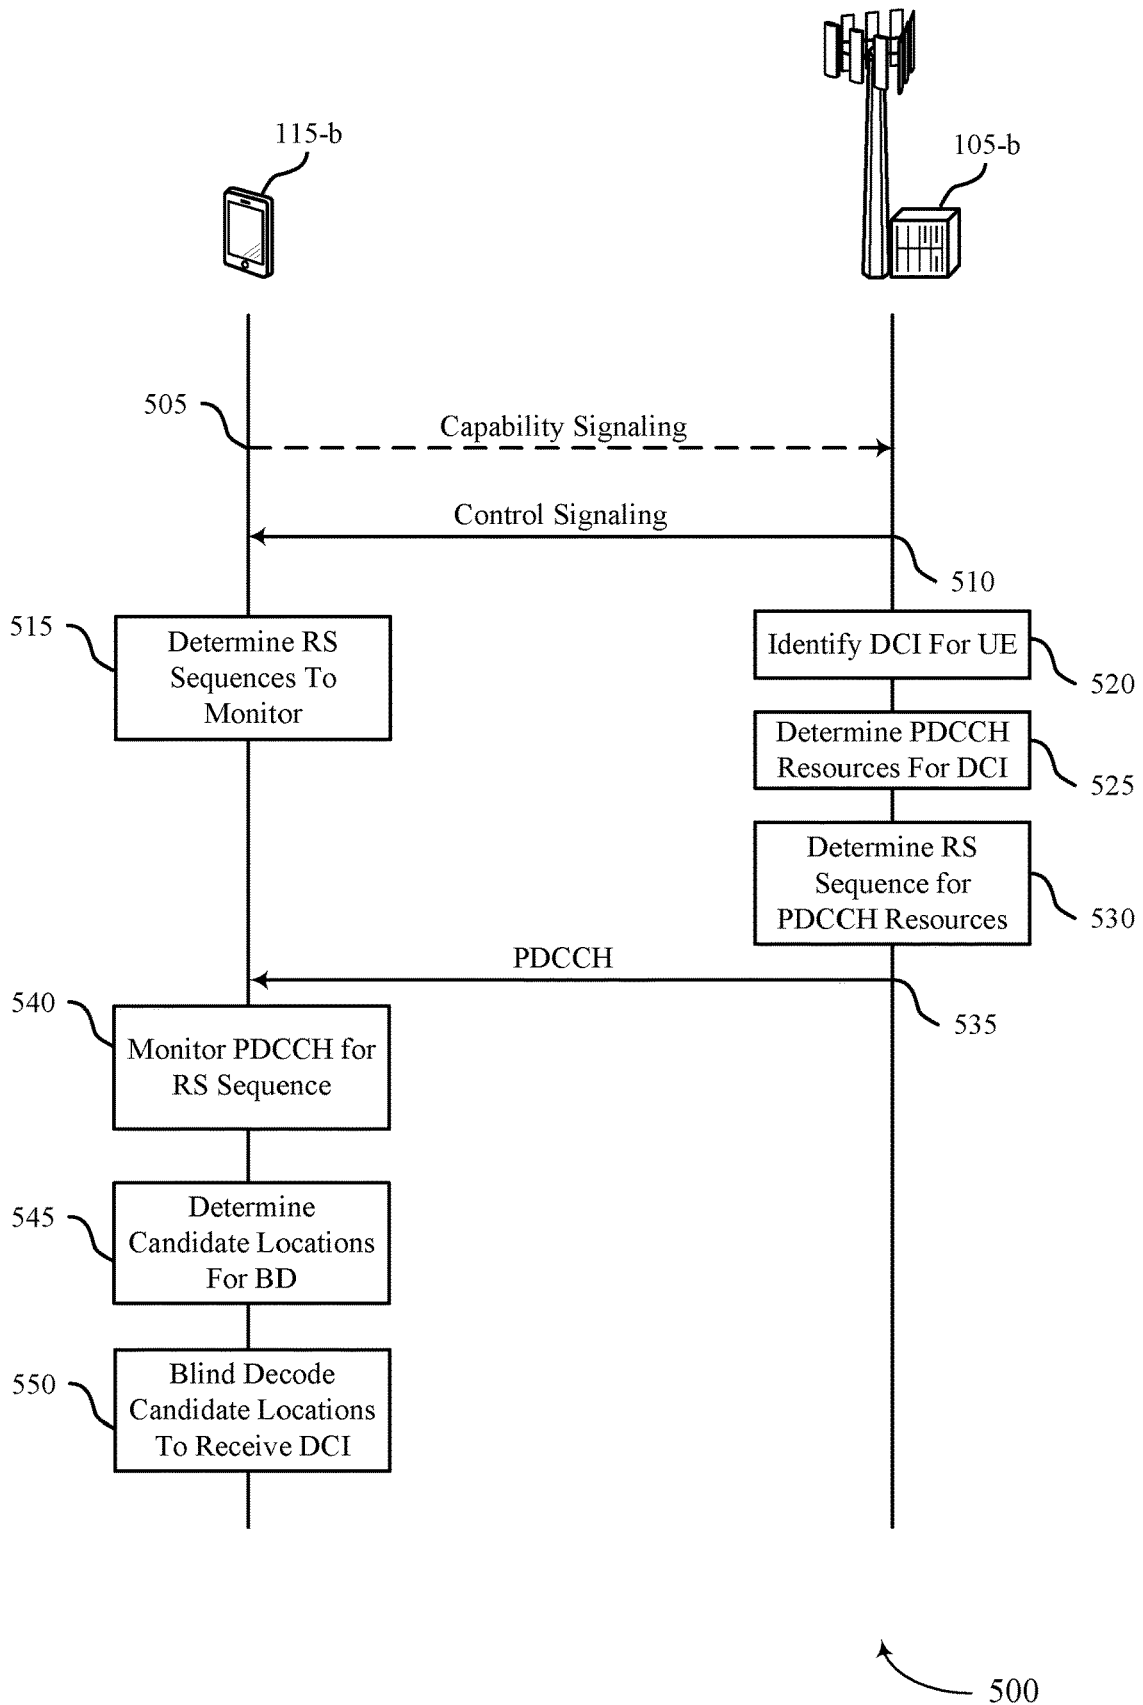 115-b
105-b
505
Capability Signaling
Control Signaling
510
515
Determine RS
Sequences To
Monitor
Identify DCI For UE
520
Determine PDCCH
Resources For DCI
525
Determine RS
Sequence for
PDCCH Resources
530
PDCCH
535
540
Monitor PDCCH for
RS Sequence
545
Determine
Candidate Locations
For BD
550
Blind Decode
Candidate Locations
To Receive DCI
500